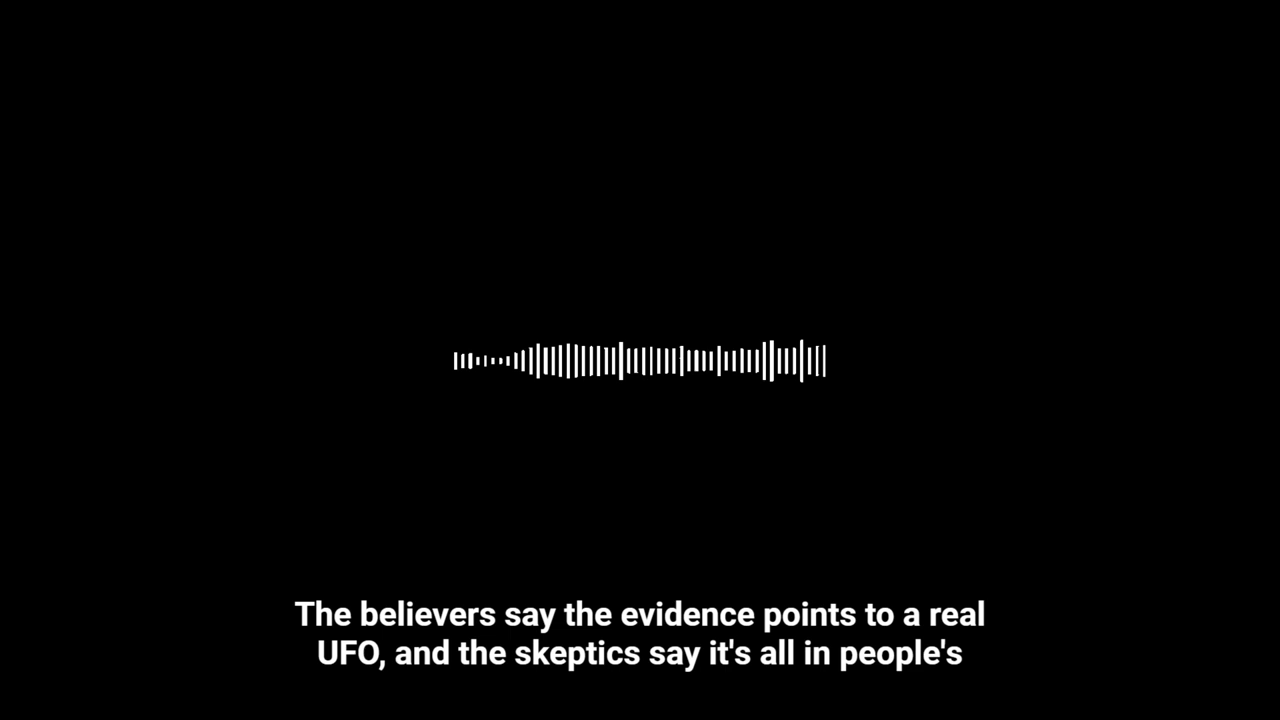 The believers say the evidence points to a real
UFO, and the skeptics say it's all in people's